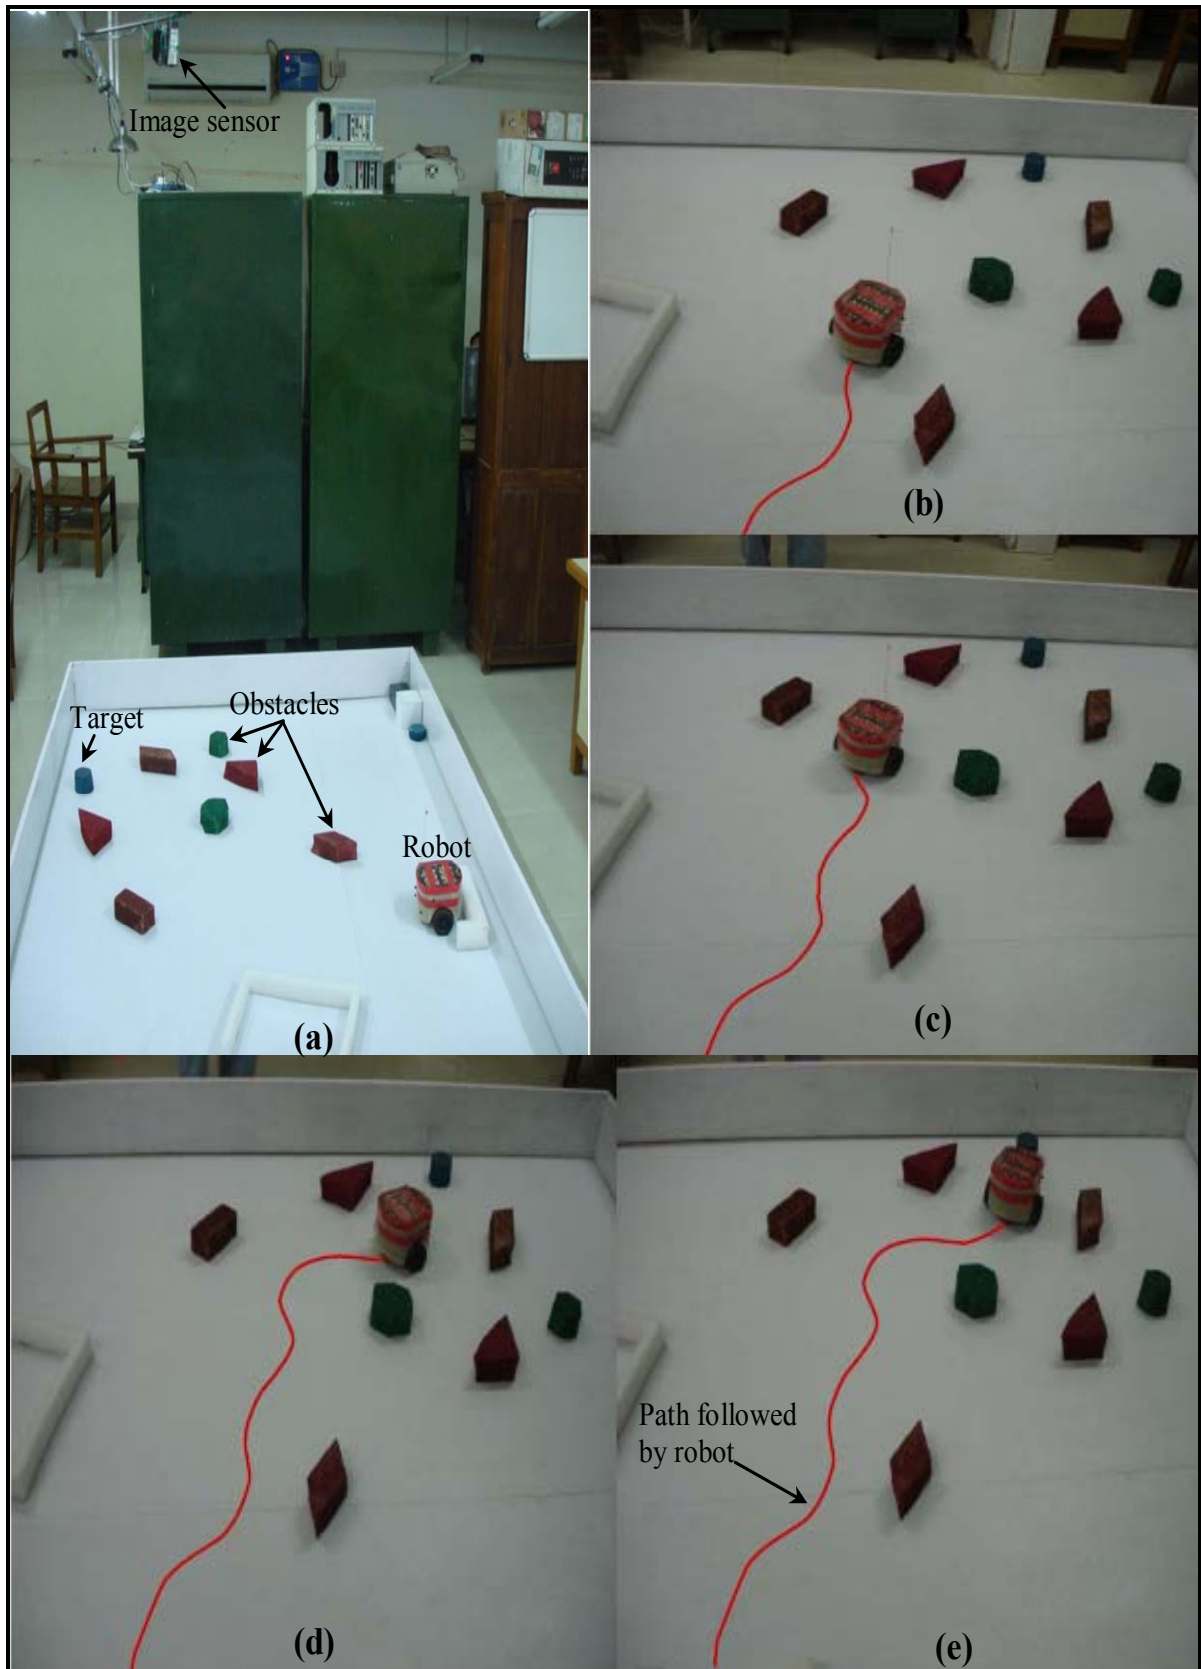 Image sensor
Target
Obstacles
Robot
(a)
(b)
(c)
(d)
Path followed
by robot
(e)